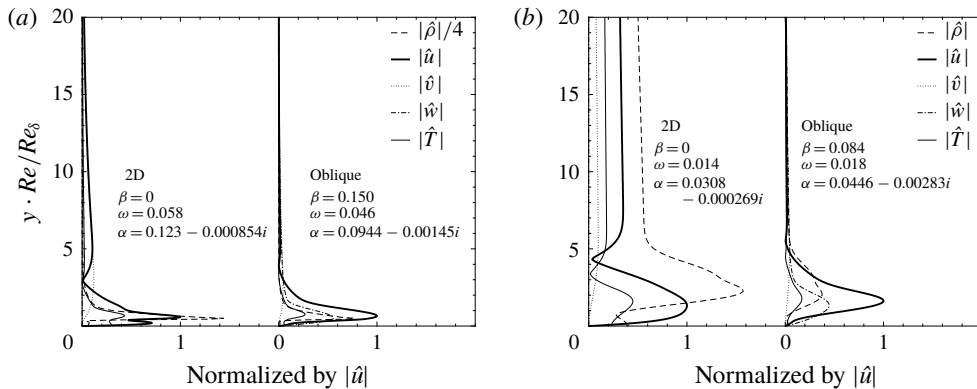 (a)
20
15
10
5
0
y · Re/Reδ
|ρ̂|/4
|û|
|v̂|
|ŵ|
|T̂|
2D
β = 0
ω = 0.058
α = 0.123 − 0.000854i
Oblique
β = 0.150
ω = 0.046
α = 0.0944 − 0.00145i
0 1 0 1
Normalized by |û|
(b)
20
15
10
5
0
|ρ̂|
|û|
|v̂|
|ŵ|
|T̂|
2D
β = 0
ω = 0.014
α = 0.0308
− 0.000269i
Oblique
β = 0.084
ω = 0.018
α = 0.0446 − 0.00283i
0 1 0 1
Normalized by |û|